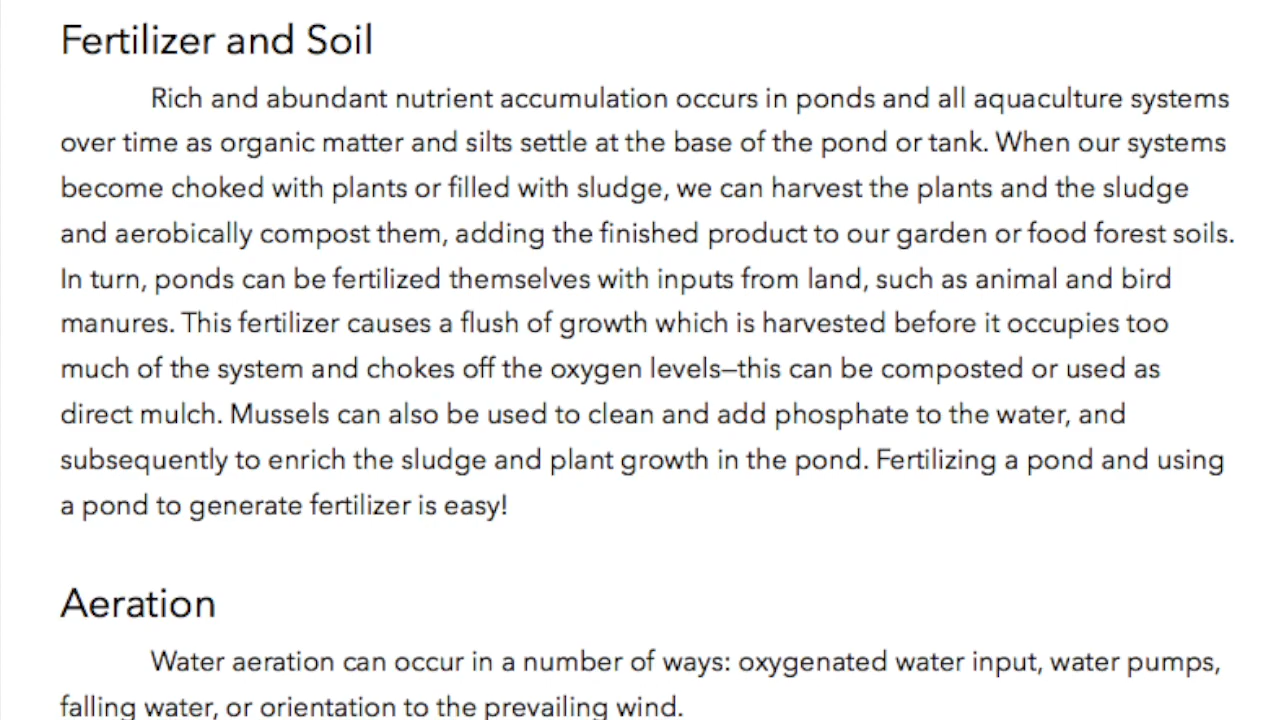 Fertilizer and Soil
Rich and abundant nutrient accumulation occurs in ponds and all aquaculture systems
over time as organic matter and silts settle at the base of the pond or tank. When our systems
become choked with plants or filled with sludge, we can harvest the plants and the sludge
and aerobically compost them, adding the finished product to our garden or food forest soils.
In turn, ponds can be fertilized themselves with inputs from land, such as animal and bird
manures. This fertilizer causes a flush of growth which is harvested before it occupies too
much of the system and chokes off the oxygen levels—this can be composted or used as
direct mulch. Mussels can also be used to clean and add phosphate to the water, and
subsequently to enrich the sludge and plant growth in the pond. Fertilizing a pond and using
a pond to generate fertilizer is easy!
Aeration
Water aeration can occur in a number of ways: oxygenated water input, water pumps,
falling water, or orientation to the prevailing wind.